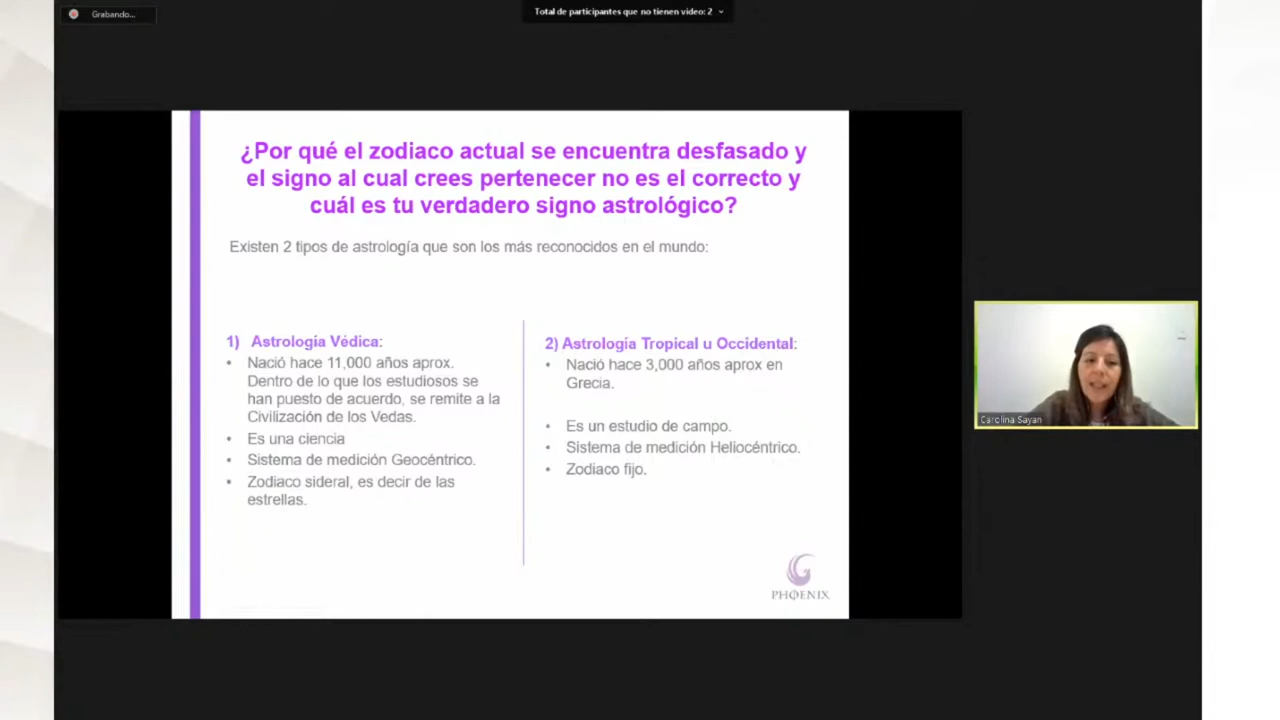 Grabando...
Total de participantes que no tienen video: 2
¿Por qué el zodiaco actual se encuentra desfasado y
el signo al cual crees pertenecer no es el correcto y
cuál es tu verdadero signo astrológico?
Existen 2 tipos de astrología que son los más reconocidos en el mundo:
1) Astrología Védica:
• Nació hace 11,000 años aprox.
Dentro de lo que los estudiosos se
han puesto de acuerdo, se remite a la
Civilización de los Vedas.
• Es una ciencia
• Sistema de medición Geocéntrico.
• Zodiaco sideral, es decir de las
estrellas.
2) Astrología Tropical u Occidental:
• Nació hace 3,000 años aprox en
Grecia.
• Es un estudio de campo.
• Sistema de medición Heliocéntrico.
• Zodiaco fijo.
PHOENIX
Carolina Sayan